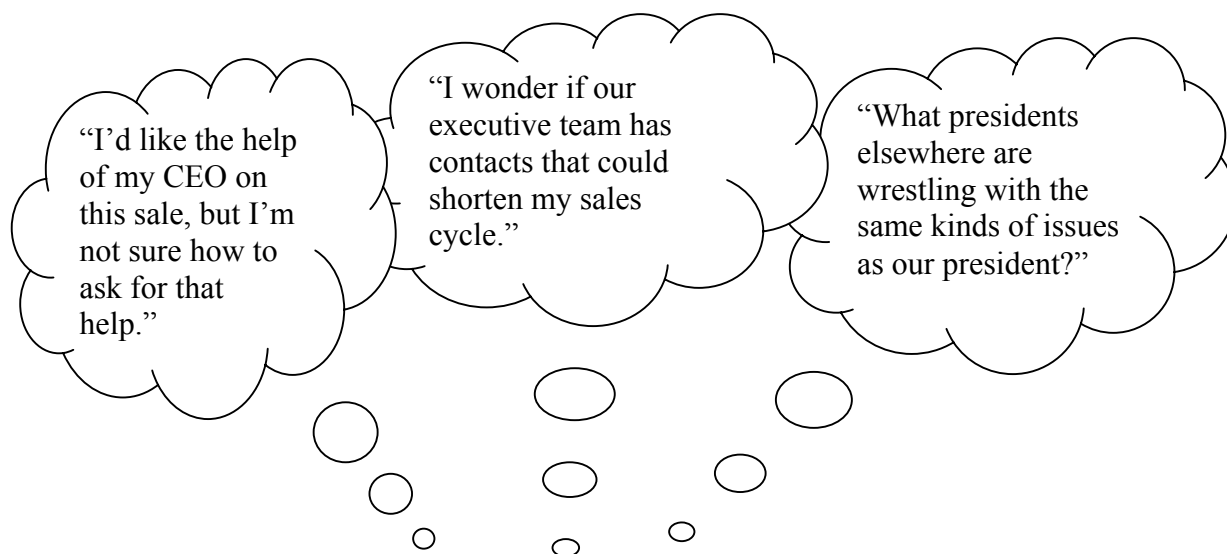 “I’d like the help
of my CEO on
this sale, but I’m
not sure how to
ask for that
help.”
“I wonder if our
executive team has
contacts that could
shorten my sales
cycle.”
“What presidents
elsewhere are
wrestling with the
same kinds of issues
as our president?”